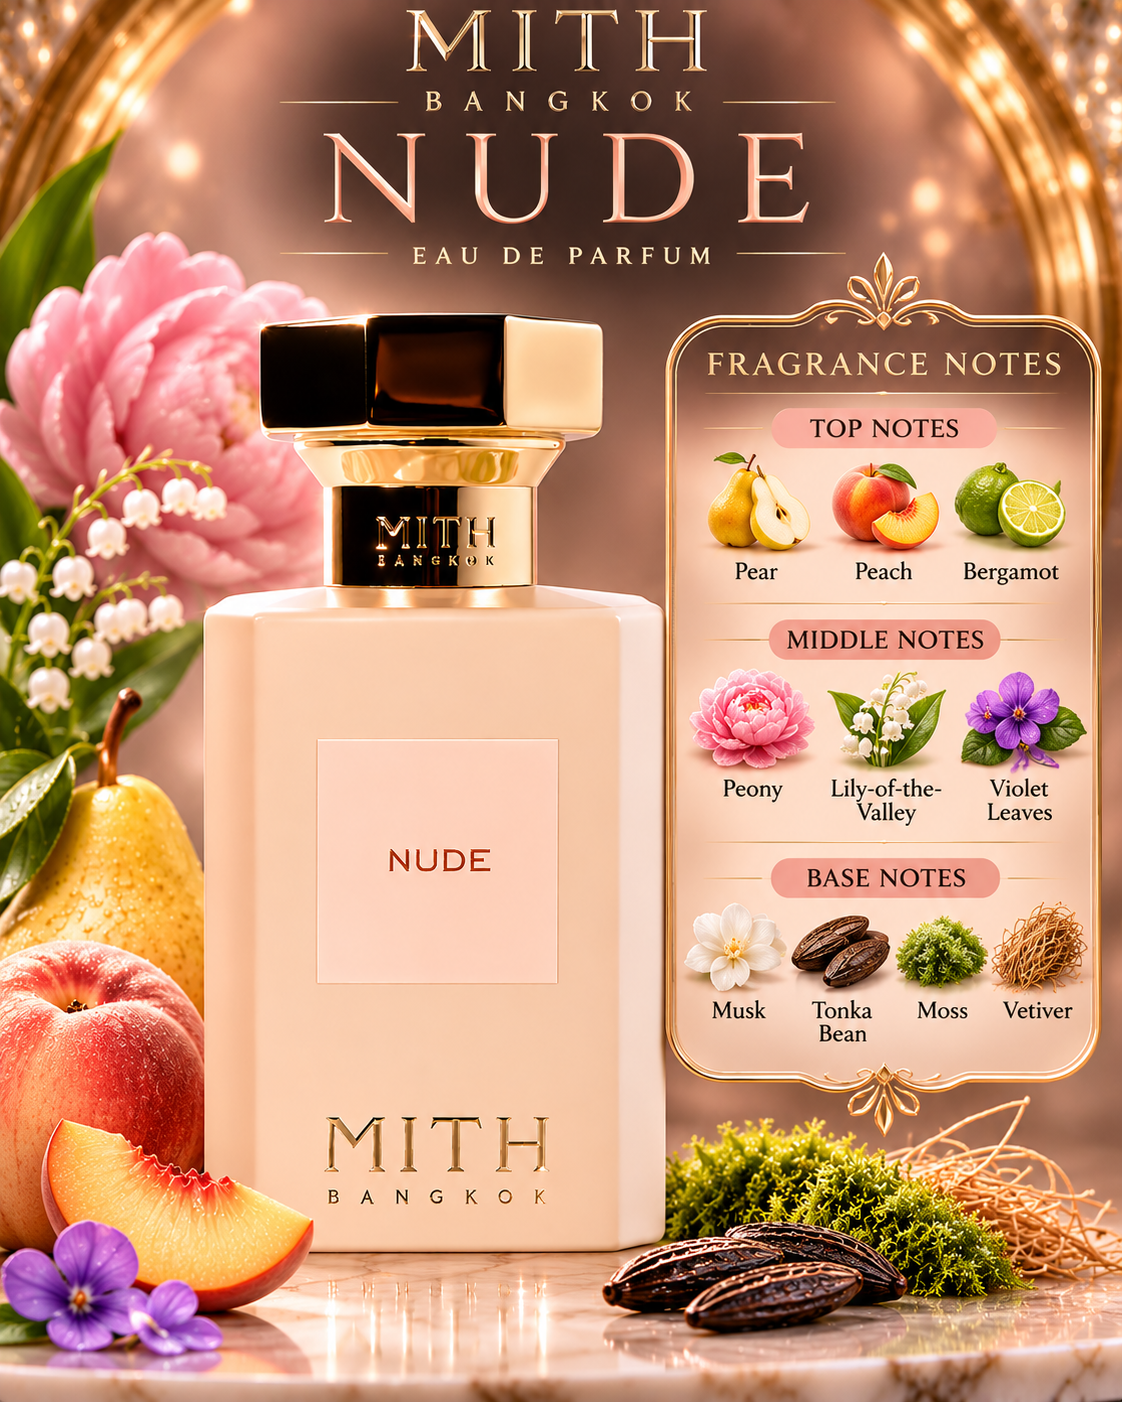 MITH
BANGKOK
NUDE
EAU DE PARFUM
MITH
BANGKOK
NUDE
MITH
BANGKOK
FRAGRANCE NOTES
TOP NOTES
Pear
Peach
Bergamot
MIDDLE NOTES
Peony
Lily-of-the-
Valley
Violet
Leaves
BASE NOTES
Musk
Tonka
Bean
Moss
Vetiver